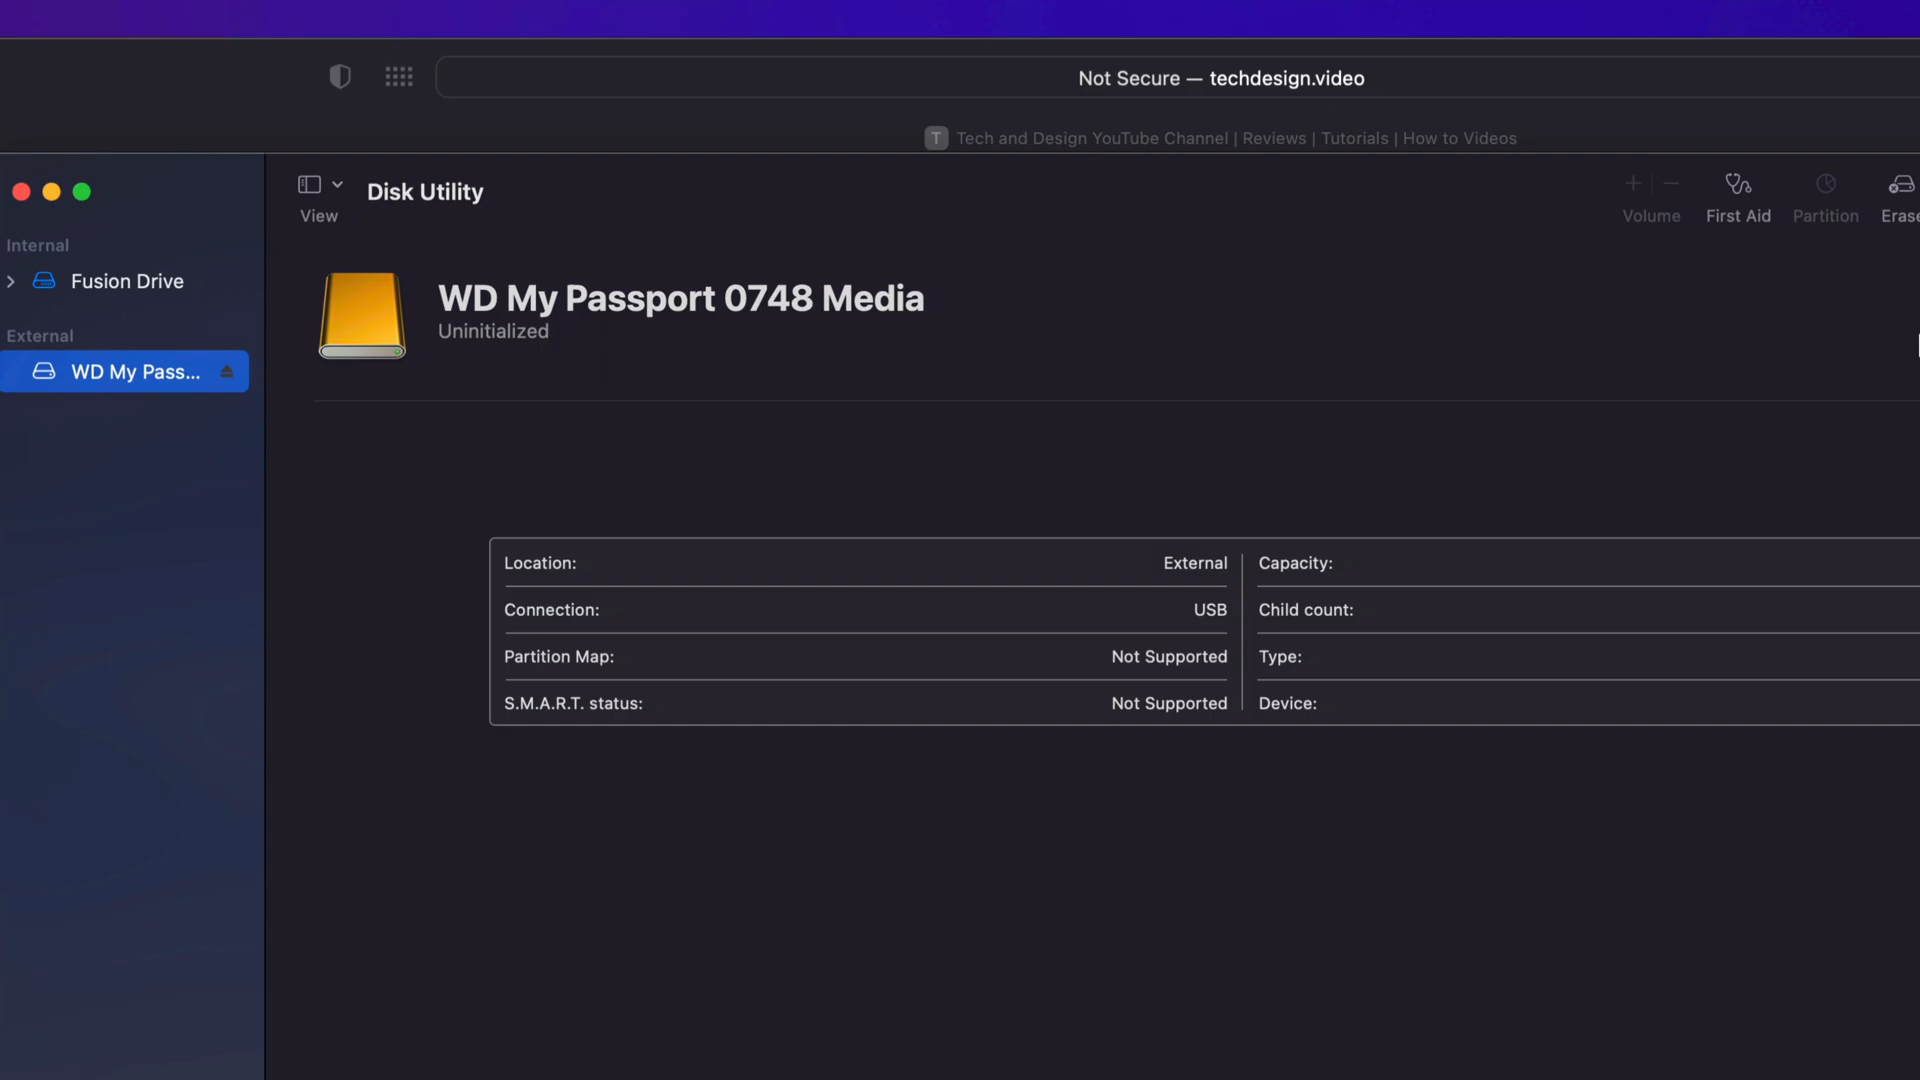 Not Secure — techdesign.video
T Tech and Design YouTube Channel | Reviews | Tutorials | How to Videos
View
Disk Utility
Volume
First Aid
Partition
Erase
Internal
Fusion Drive
External
WD My Pass...
WD My Passport 0748 Media
Uninitialized
Location: External
Capacity:
Connection: USB
Child count:
Partition Map: Not Supported
Type:
S.M.A.R.T. status: Not Supported
Device: